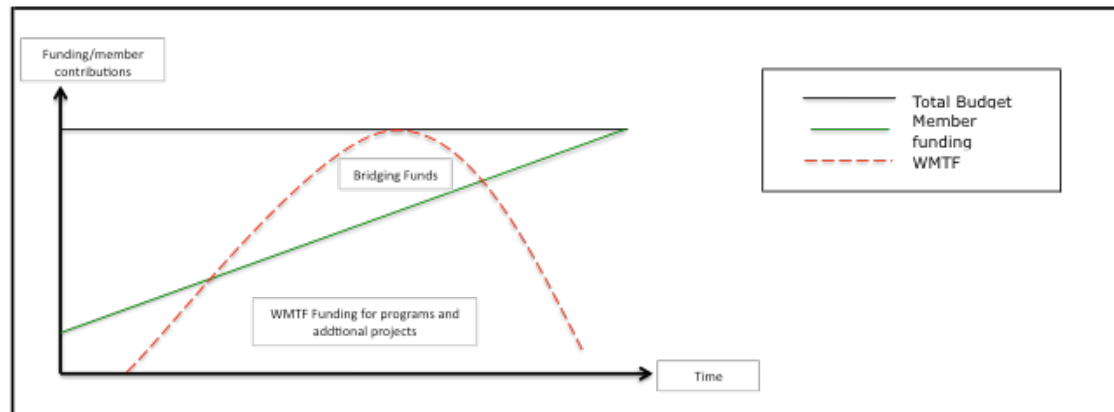 Funding/member
contributions
Total Budget
Member
funding
WMTF
Bridging Funds
WMTF Funding for programs and
addtional projects
Time